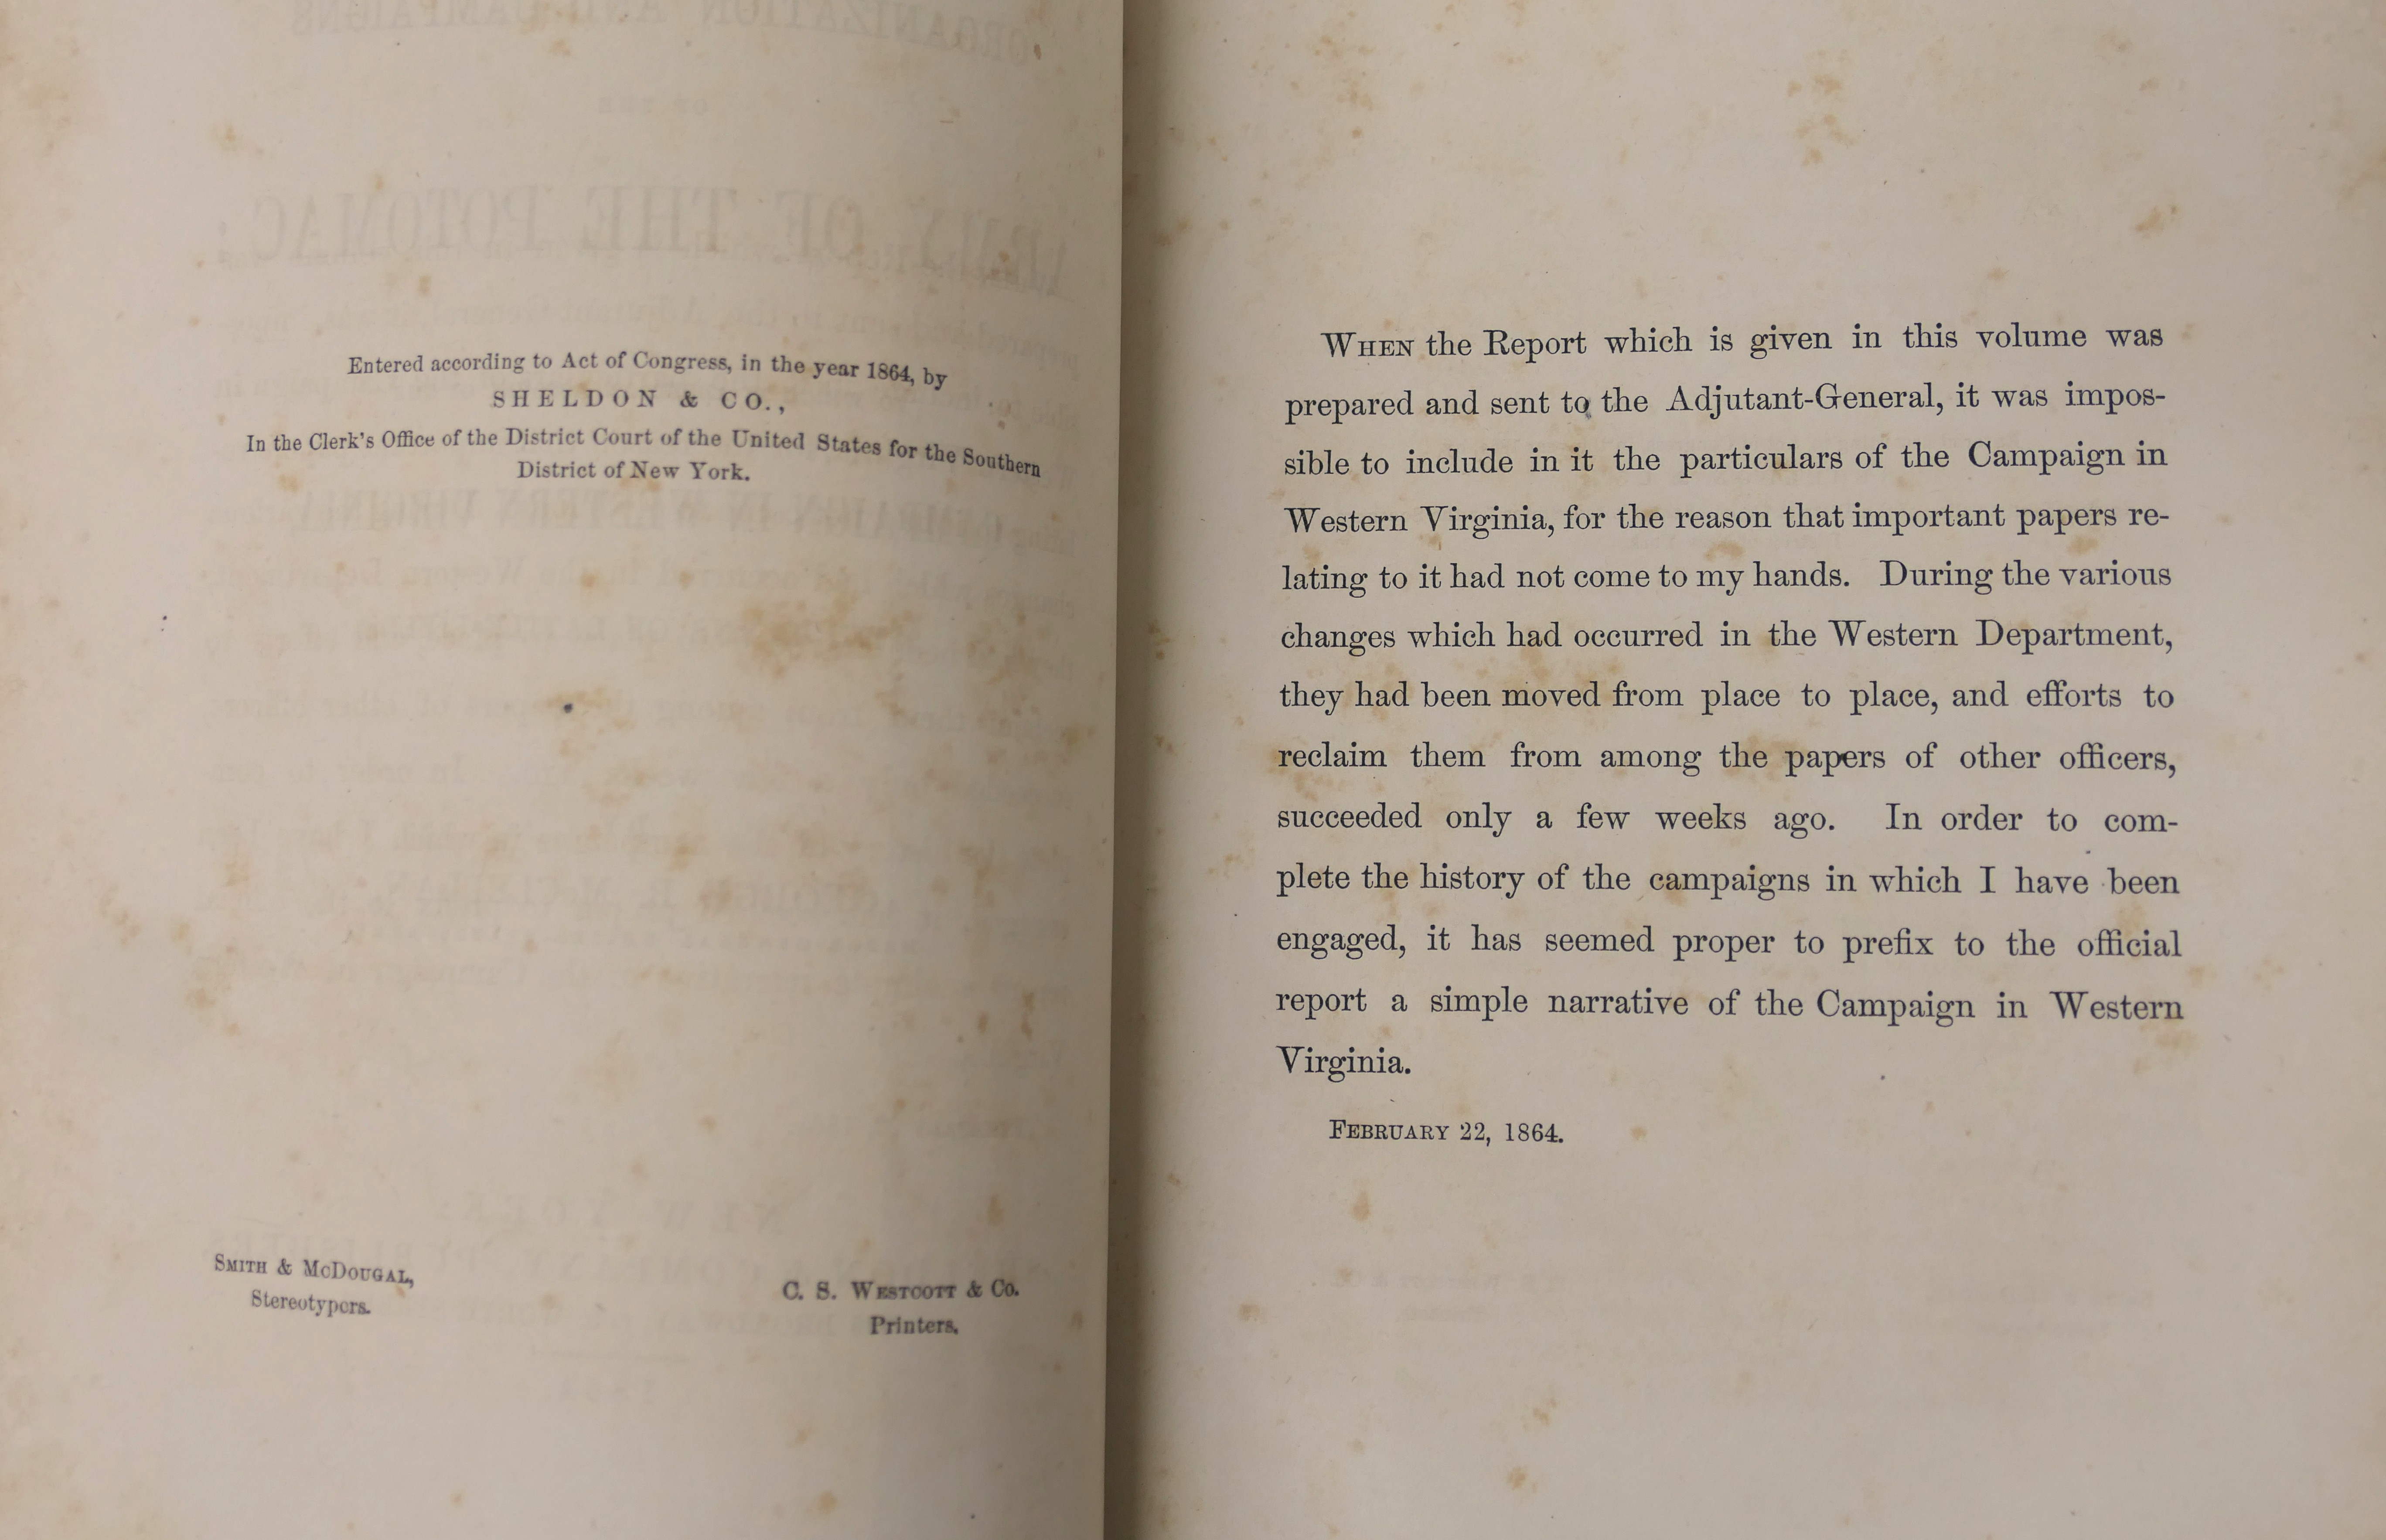 Entered according to Act of Congress, in the year 1864, by
SHELDON & CO.,
In the Clerk's Office of the District Court of the United States for the Southern
District of New York.
SMITH & McDOUGAL,
Stereotypers.
C. S. WESTCOTT & Co.
Printers.
WHEN the Report which is given in this volume was
prepared and sent to the Adjutant-General, it was impos-
sible to include in it the particulars of the Campaign in
Western Virginia, for the reason that important papers re-
lating to it had not come to my hands. During the various
changes which had occurred in the Western Department,
they had been moved from place to place, and efforts to
reclaim them from among the papers of other officers,
succeeded only a few weeks ago. In order to com-
plete the history of the campaigns in which I have been
engaged, it has seemed proper to prefix to the official
report a simple narrative of the Campaign in Western
Virginia.
FEBRUARY 22, 1864.